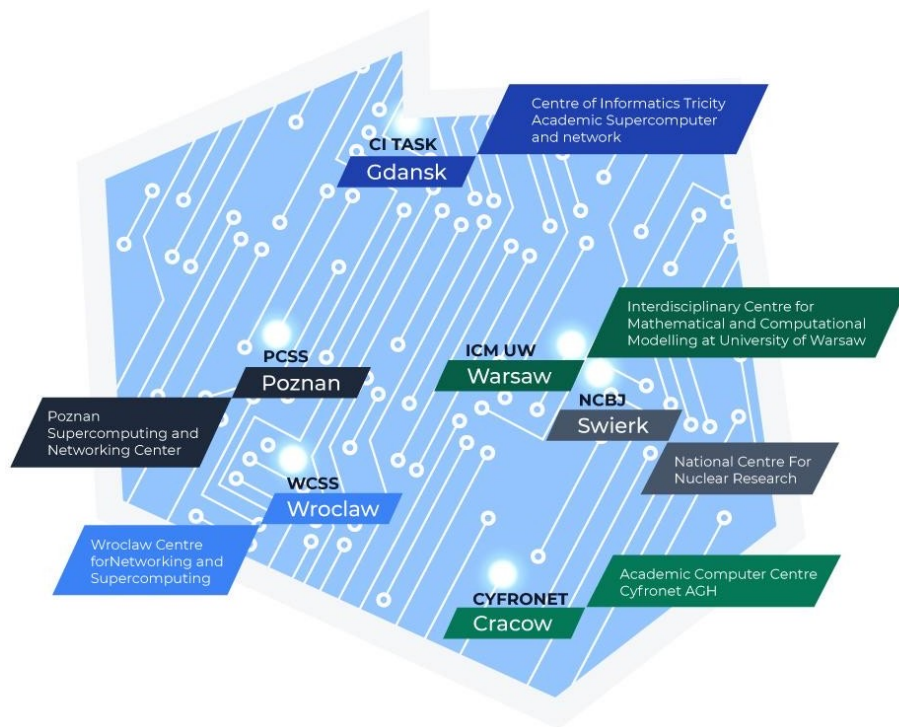 Centre of Informatics Tricity
Academic Supercomputer
and network
CI TASK
Gdansk
Interdisciplinary Centre for
Mathematical and Computational
Modelling at University of Warsaw
PCSS
Poznan
ICM UW
Warsaw
NCBJ
Swierk
Poznan
Supercomputing and
Networking Center
National Centre For
Nuclear Research
WCSS
Wroclaw
Wroclaw Centre
forNetworking and
Supercomputing
Academic Computer Centre
Cyfronet AGH
CYFRONET
Cracow